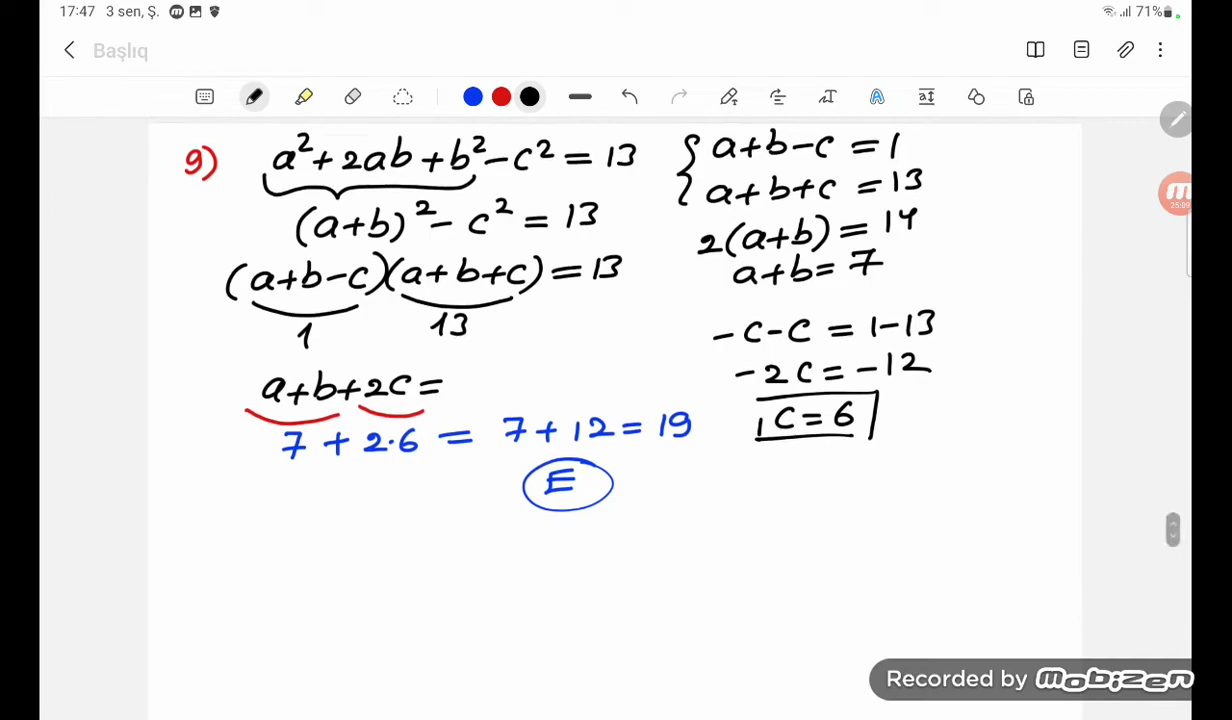 17:47 3 sen, Ş. 71%
Başlıq
9) a²+2ab+b²-c²=13
(a+b)²-c²=13
(a+b-c)(a+b+c)=13
1 13
a+b+2c=
7+2·6=7+12=19
E
a+b-c=1
a+b+c=13
2(a+b)=14
a+b=7
-c-c=1-13
-2c=-12
c=6
25:09
Recorded by mobizen